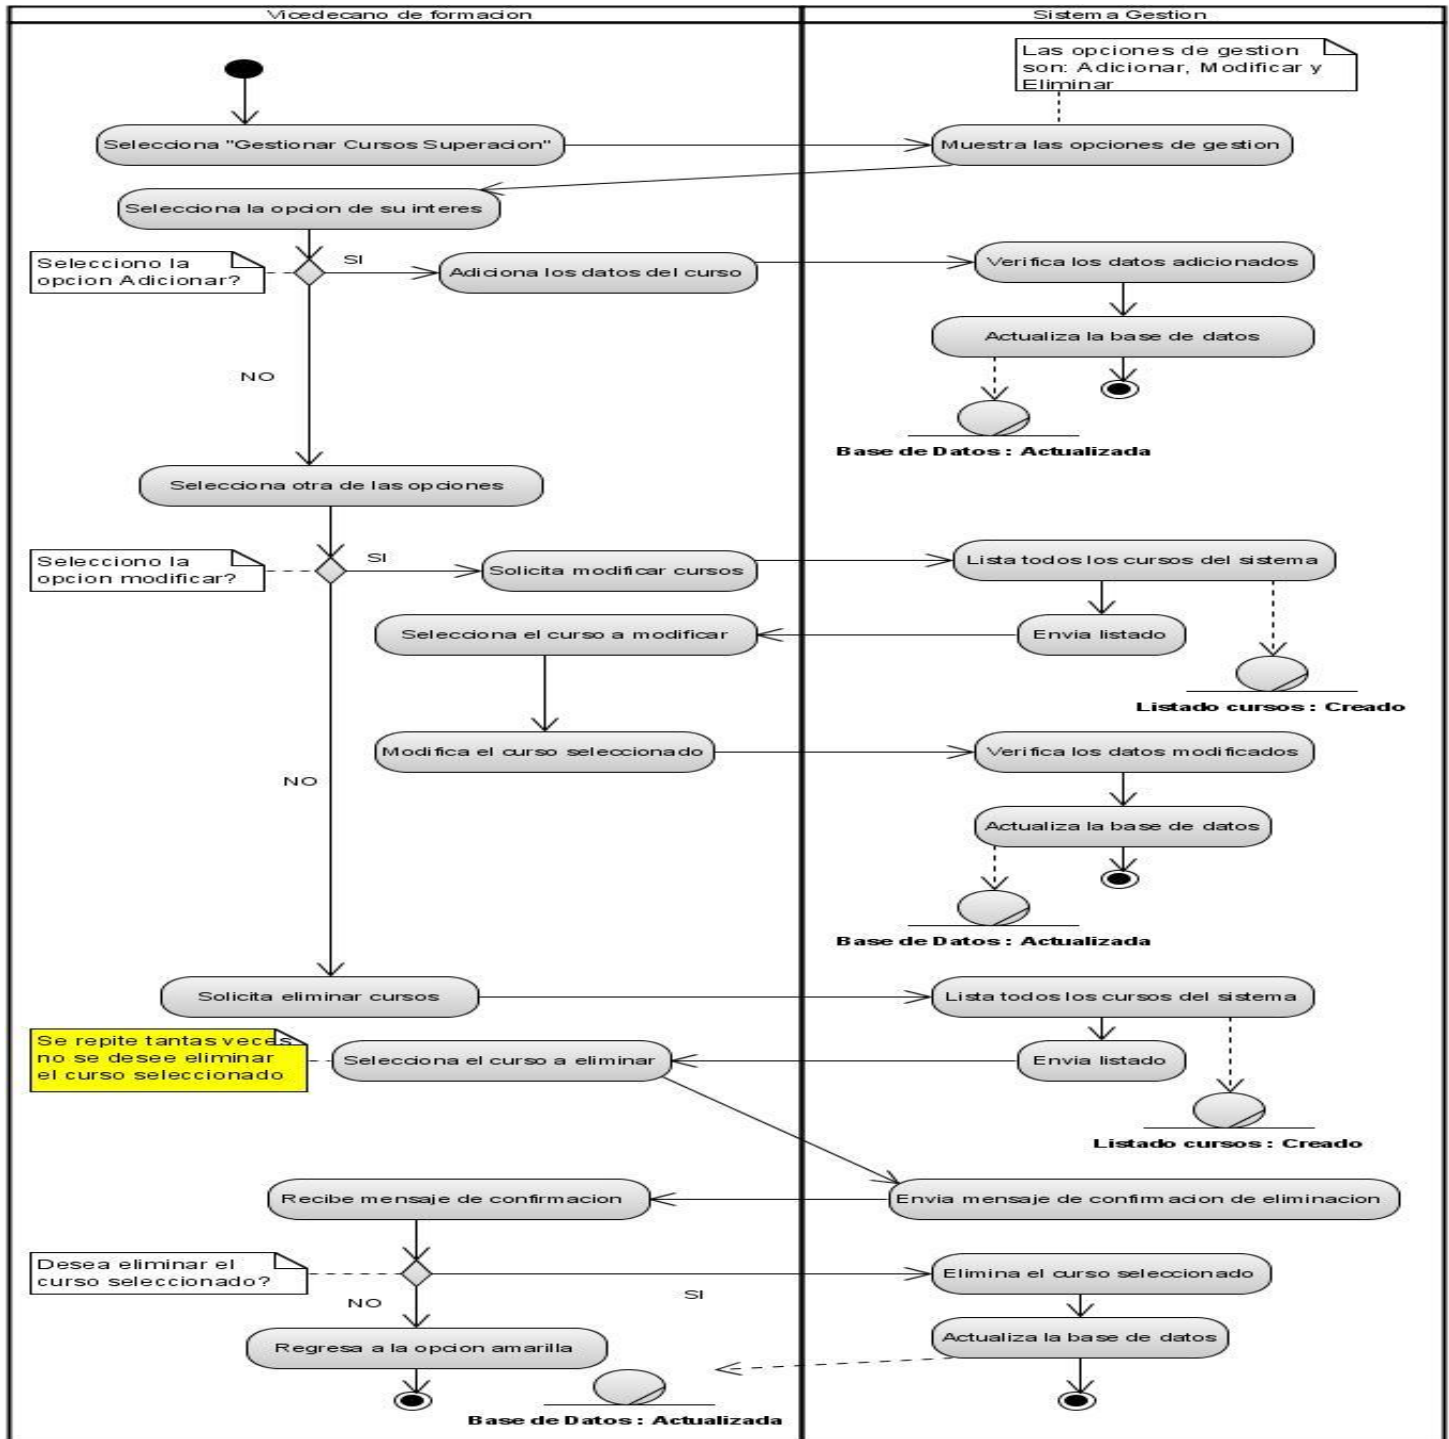 Vicedecano de formacion
Sistema Gestion
Las opciones de gestion
son: Adicionar, Modificar y
Eliminar
Selecciona "Gestionar Cursos Superacion"
Muestra las opciones de gestion
Selecciona la opcion de su interes
Selecciono la
opcion Adicionar?
SI
Adiciona los datos del curso
Verifica los datos adicionados
Actualiza la base de datos
NO
Base de Datos : Actualizada
Selecciona otra de las opciones
Selecciono la
opcion modificar?
SI
Solicita modificar cursos
Lista todos los cursos del sistema
Selecciona el curso a modificar
Envia listado
Listado cursos : Creado
Modifica el curso seleccionado
Verifica los datos modificados
NO
Actualiza la base de datos
Base de Datos : Actualizada
Solicita eliminar cursos
Lista todos los cursos del sistema
Se repite tantas veces
no se desee eliminar
el curso seleccionado
Selecciona el curso a eliminar
Envia listado
Listado cursos : Creado
Recibe mensaje de confirmacion
Envia mensaje de confirmacion de eliminacion
Desea eliminar el
curso seleccionado?
Elimina el curso seleccionado
NO
SI
Regresa a la opcion amarilla
Actualiza la base de datos
Base de Datos : Actualizada